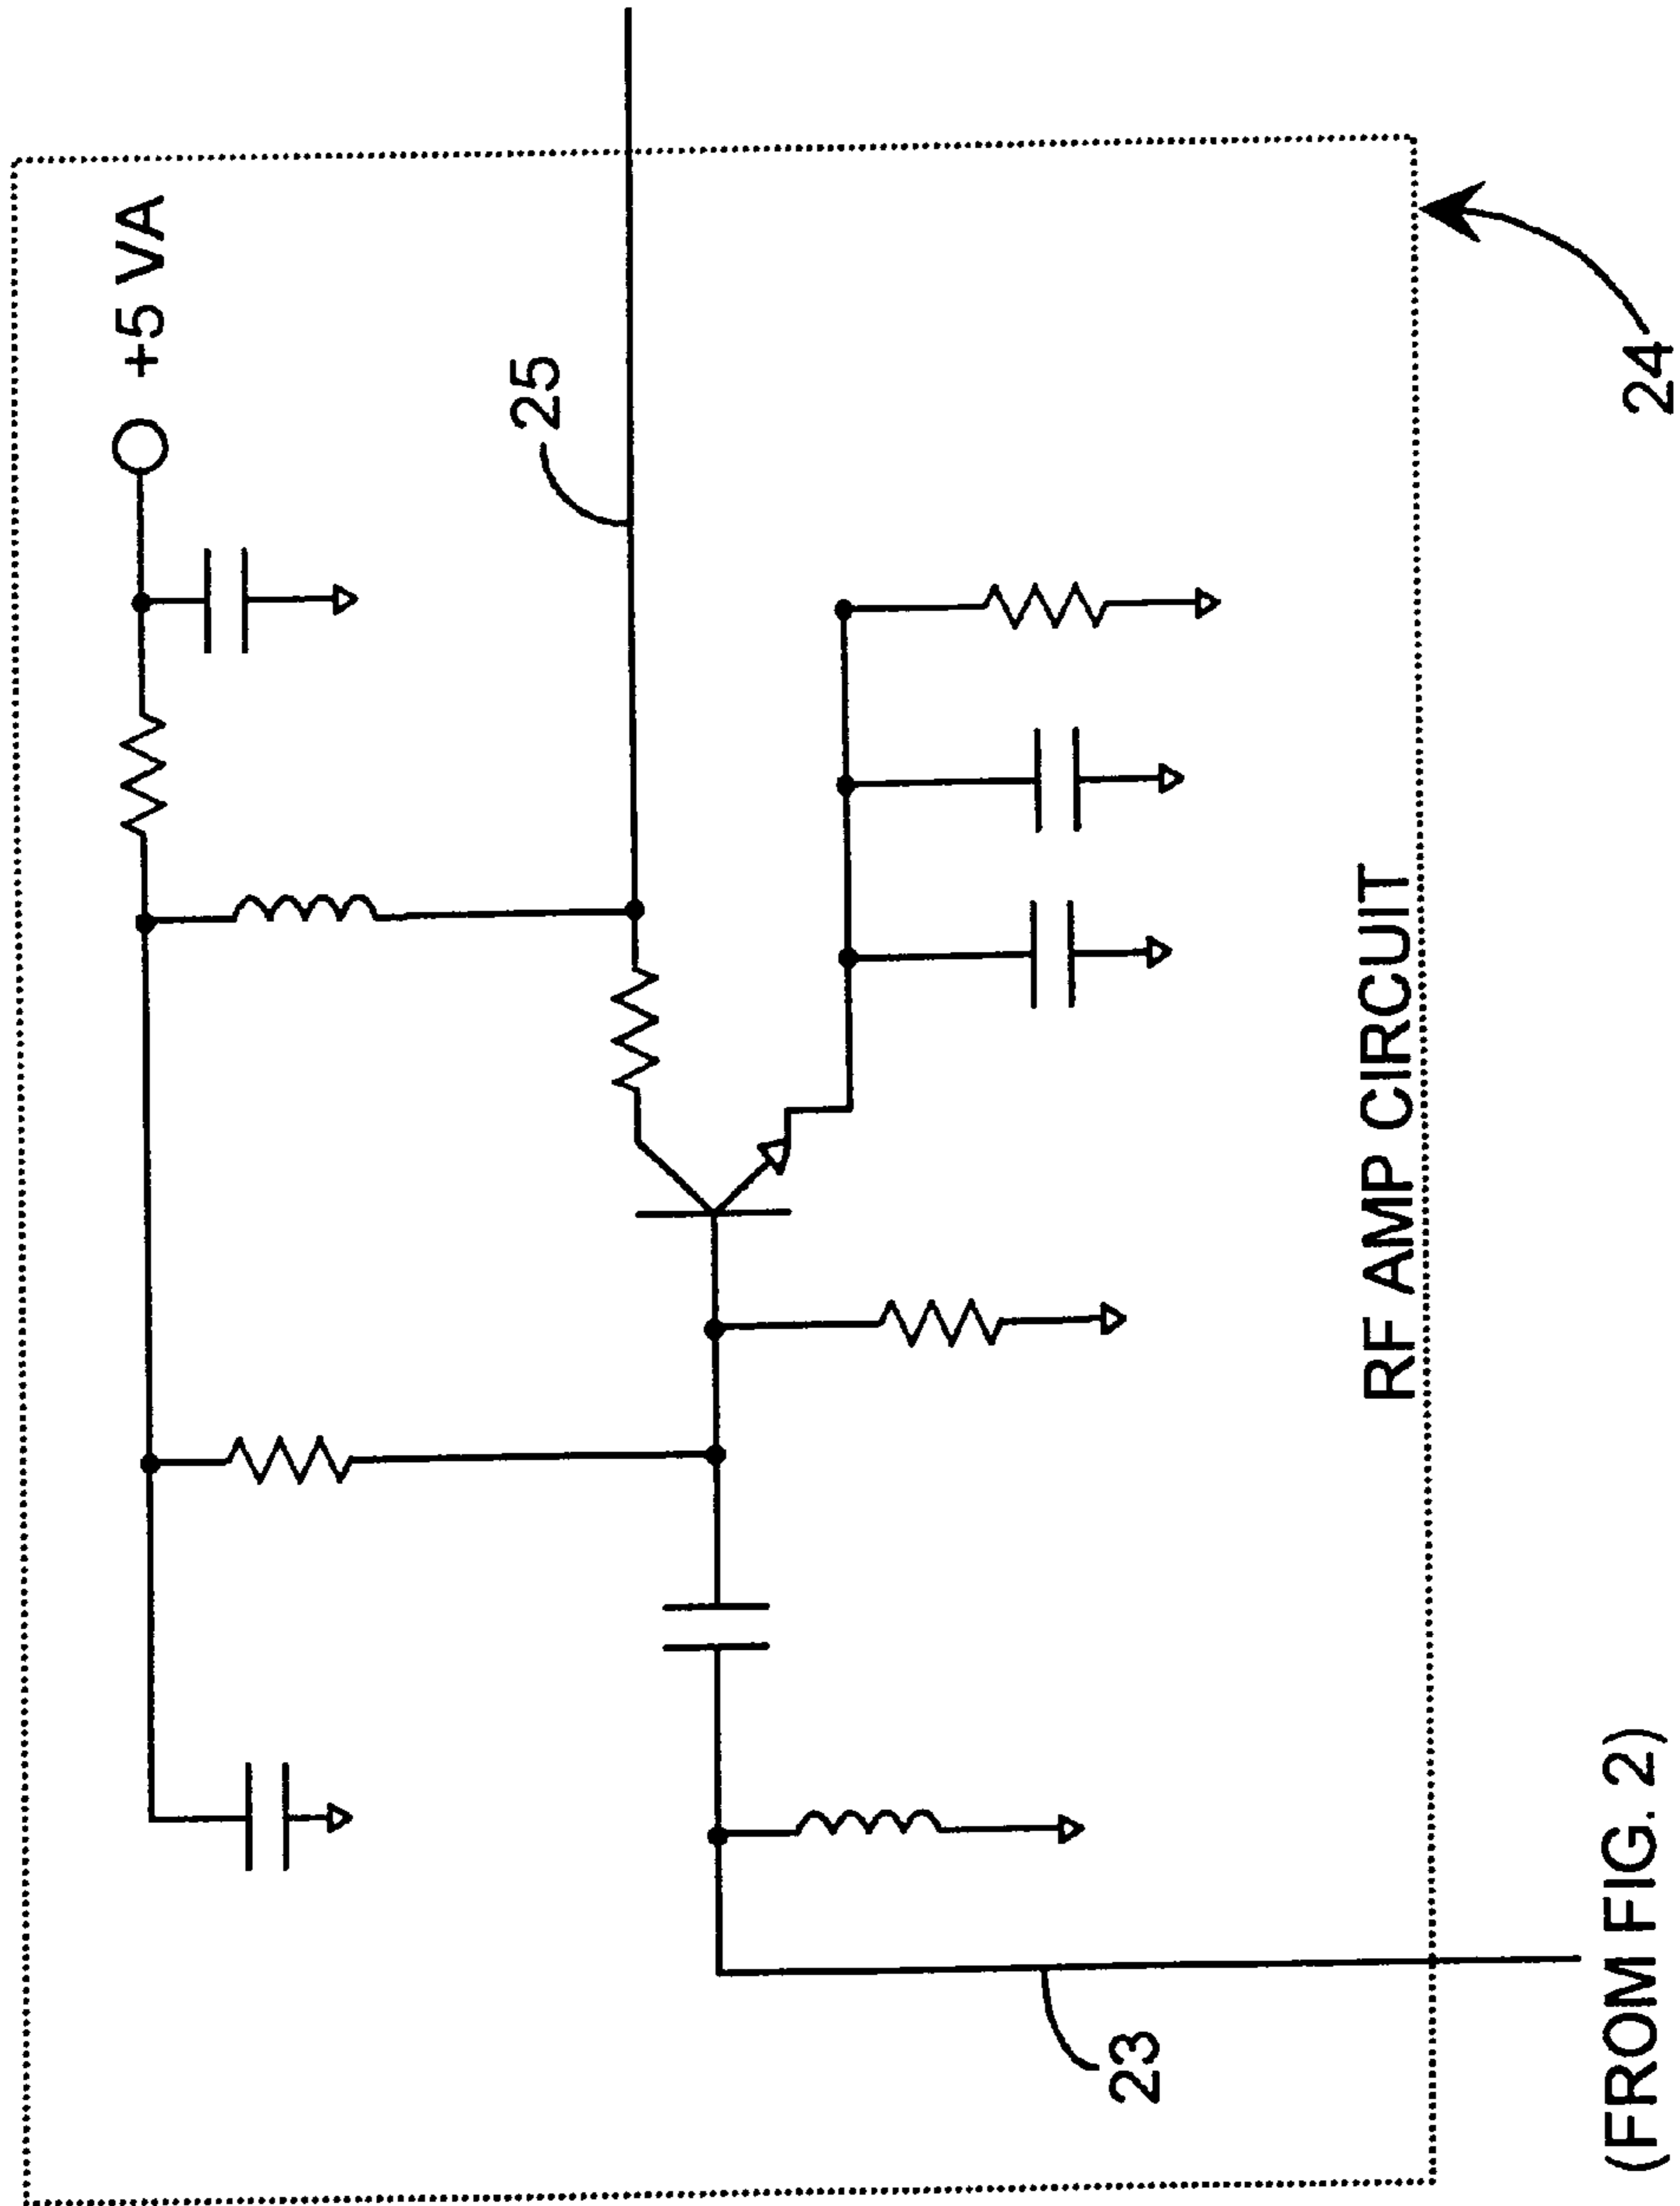 +5 VA
25
23
RF AMP CIRCUIT
24
(FROM FIG. 2)